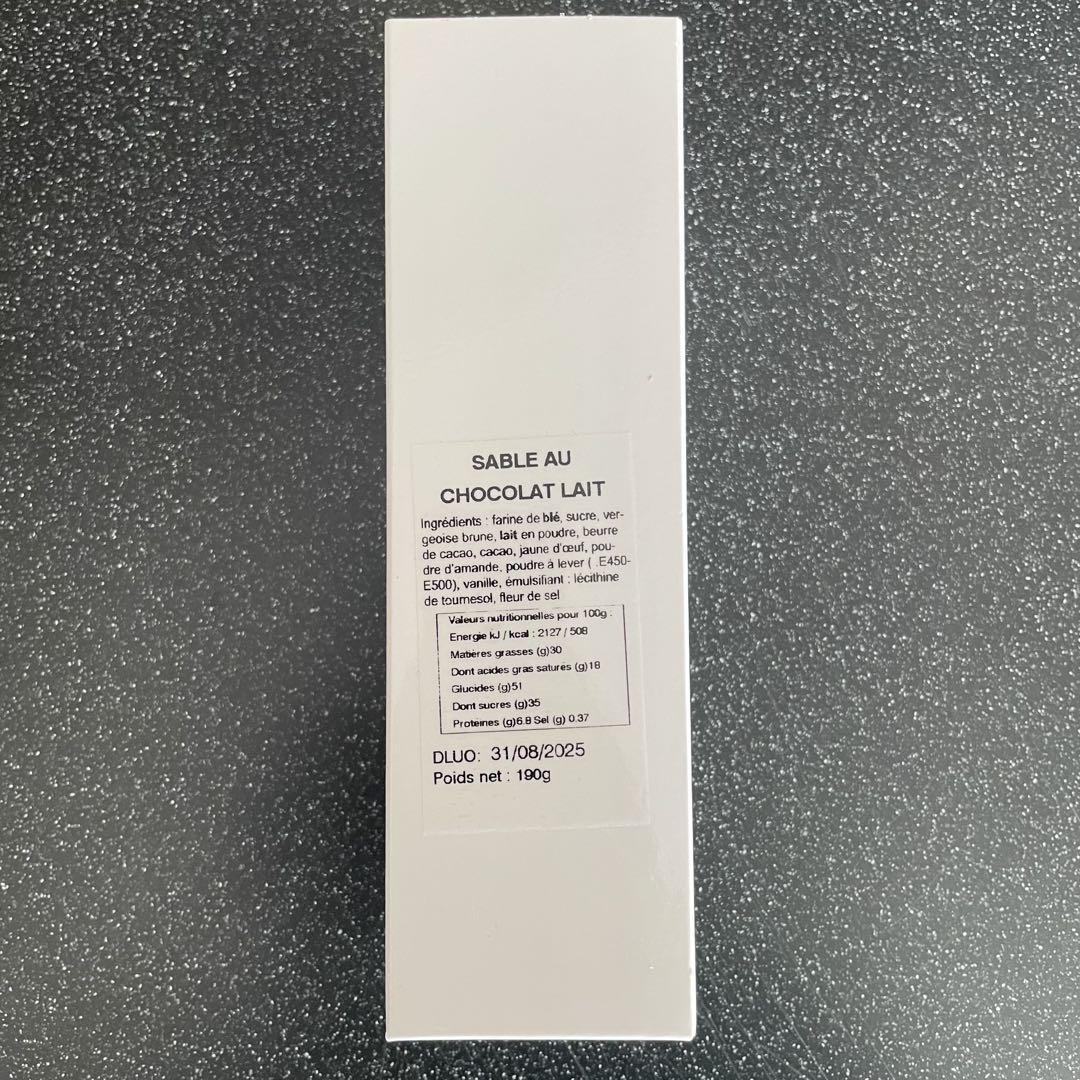 SABLE AU
CHOCOLAT LAIT
Ingrédients : farine de blé, sucre, ver-
geoise brune, lait en poudre, beurre
de cacao, cacao, jaune d'œuf, pou-
dre d'amande, poudre à lever ( .E450-
E500), vanille, émulsifiant : lécithine
de tournesol, fleur de sel
Valeurs nutritionnelles pour 100g :
Energie kJ / kcal : 2127 / 508
Matières grasses (g)30
Dont acides gras saturés (g)18
Glucides (g)51
Dont sucres (g)35
Protéines (g)6.8 Sel (g) 0.37
DLUO: 31/08/2025
Poids net : 190g